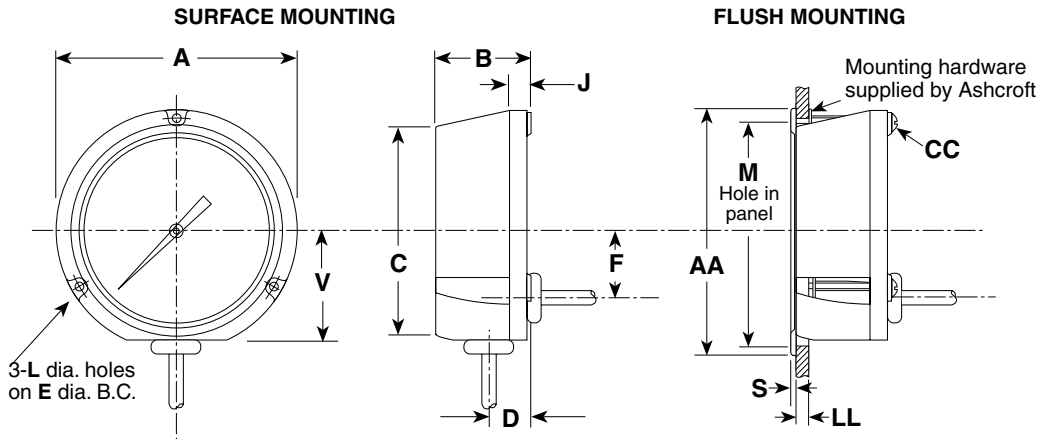 SURFACE MOUNTING
FLUSH MOUNTING
A
B
J
Mounting hardware
supplied by Ashcroft
CC
M
Hole in
panel
V
C
F
AA
3-L dia. holes
on E dia. B.C.
D
S
LL